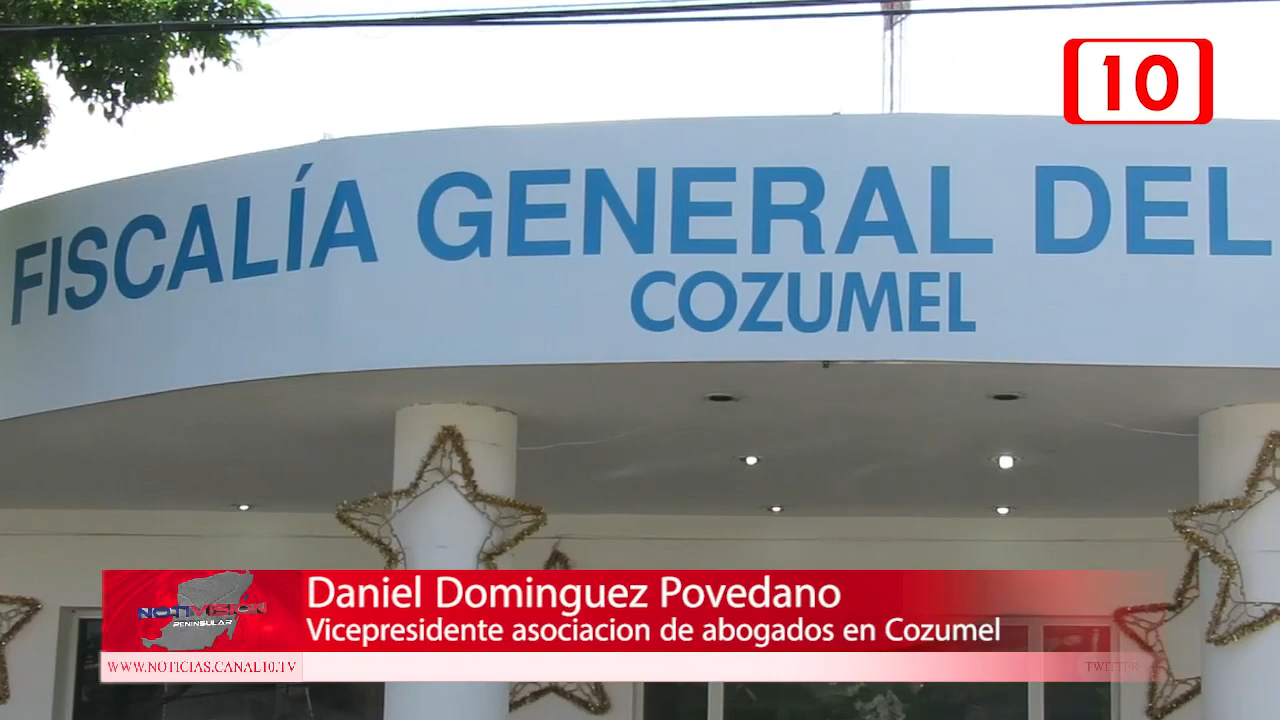 10
FISCALÍA GENERAL DEL
COZUMEL
NOTIVISION
PENINSULAR
Daniel Dominguez Povedano
Vicepresidente asociacion de abogados en Cozumel
WWW.NOTICIAS.CANAL10.TV
TWITTER